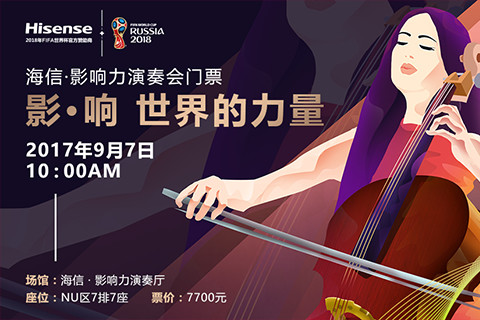 Hisense
2018年FIFA世界杯官方赞助商
FIFA WORLD CUP
RUSSIA
2018
海信·影响力演奏会门票
影·响 世界的力量
2017年9月7日
10:00AM
场馆：海信·影响力演奏厅
座位：NU区7排7座 票价：7700元